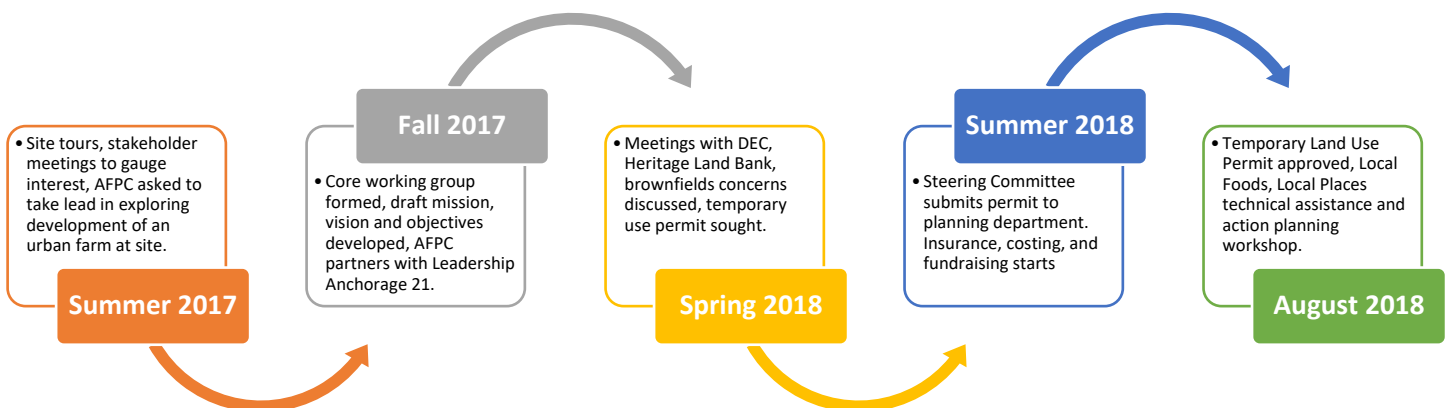 Summer 2017
• Site tours, stakeholder
meetings to gauge
interest, AFPC asked to
take lead in exploring
development of an
urban farm at site.
Fall 2017
• Core working group
formed, draft mission,
vision and objectives
developed, AFPC
partners with Leadership
Anchorage 21.
Spring 2018
• Meetings with DEC,
Heritage Land Bank,
brownfields concerns
discussed, temporary
use permit sought.
Summer 2018
• Steering Committee
submits permit to
planning department.
Insurance, costing, and
fundraising starts
August 2018
• Temporary Land Use
Permit approved, Local
Foods, Local Places
technical assistance and
action planning
workshop.